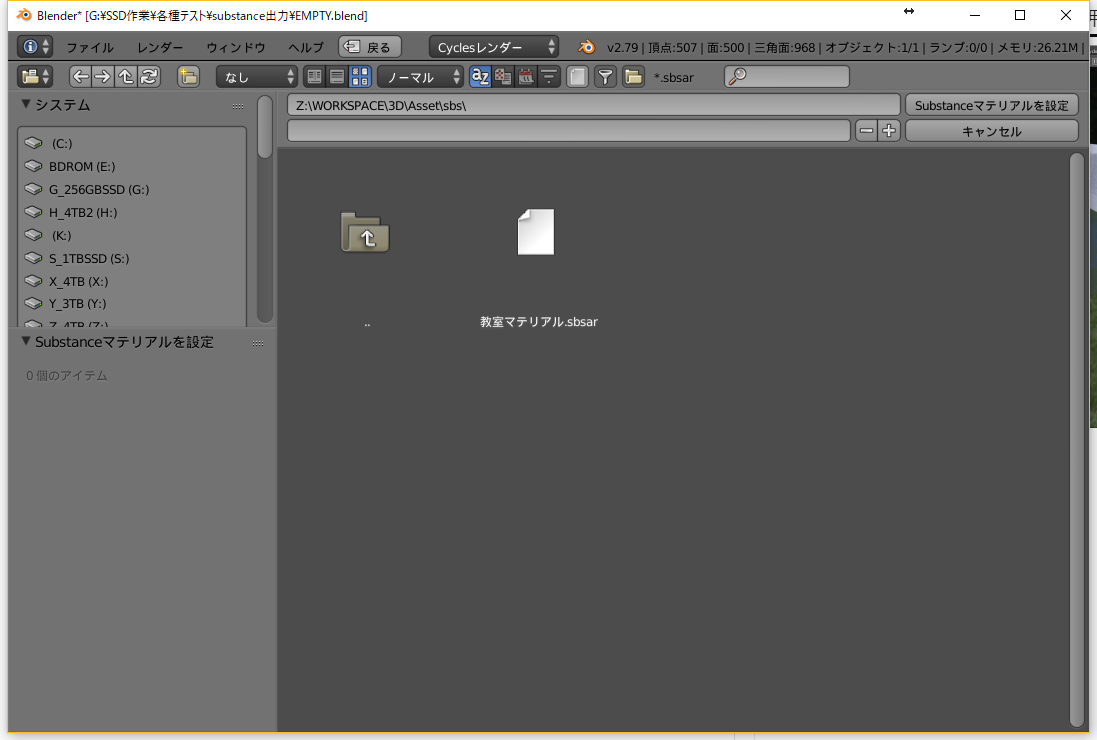 Blender* [G:¥SSD作業¥各種テスト¥substance出力¥EMPTY.blend]
ファイル レンダー ウィンドウ ヘルプ 戻る Cyclesレンダー v2.79 | 頂点:507 | 面:500 | 三角面:968 | オブジェクト:1/1 | ランプ:0/0 | メモリ:26.21M |
なし ノーマル *.sbsar
システム
Z:\WORKSPACE\3D\Asset\sbs\ Substanceマテリアルを設定
キャンセル
(C:)
BDROM (E:)
G_256GBSSD (G:)
H_4TB2 (H:)
(K:)
S_1TBSSD (S:)
X_4TB (X:)
Y_3TB (Y:)
Z_4TB (Z:)
.. 教室マテリアル.sbsar
Substanceマテリアルを設定
0 個のアイテム